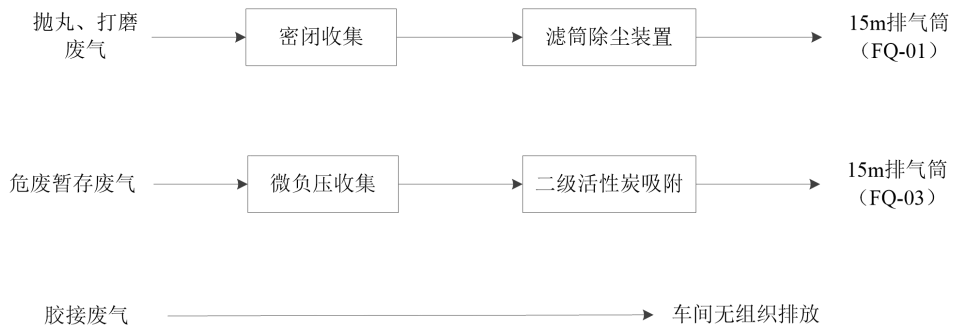 抛丸、打磨
废气
密闭收集
滤筒除尘装置
15m排气筒
（FQ-01）
危废暂存废气
微负压收集
二级活性炭吸附
15m排气筒
（FQ-03）
胶接废气
车间无组织排放